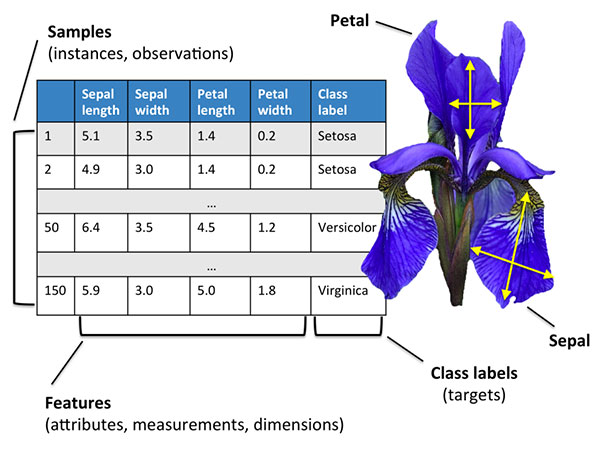 Samples
(instances, observations)
Petal
Sepal length Sepal width Petal length Petal width Class label
1 5.1 3.5 1.4 0.2 Setosa
2 4.9 3.0 1.4 0.2 Setosa
...
50 6.4 3.5 4.5 1.2 Versicolor
...
150 5.9 3.0 5.0 1.8 Virginica
Sepal
Class labels
(targets)
Features
(attributes, measurements, dimensions)